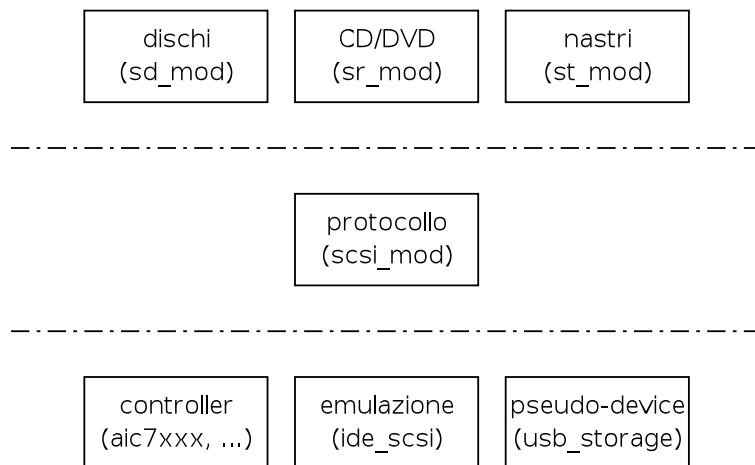 dischi
(sd_mod)
CD/DVD
(sr_mod)
nastri
(st_mod)
protocollo
(scsi_mod)
controller
(aic7xxx, ...)
emulazione
(ide_scsi)
pseudo-device
(usb_storage)